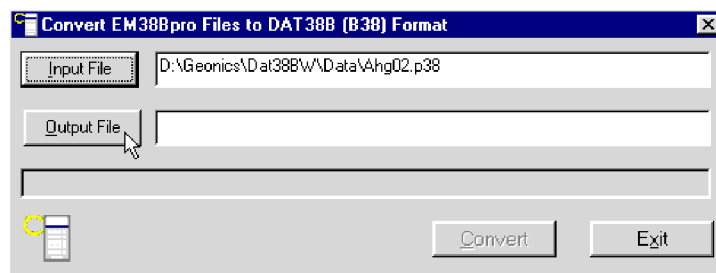 Convert EM38Bpro Files to DAT38B (B38) Format
Input File
D:\Geonics\Dat38BW\Data\Ahg02.p38
Output File
Convert
Exit